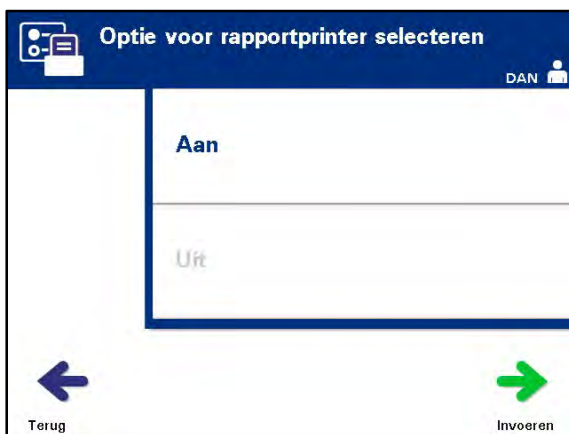 Optie voor rapportprinter selecteren
DAN
Aan
Uit
Terug
Invoeren